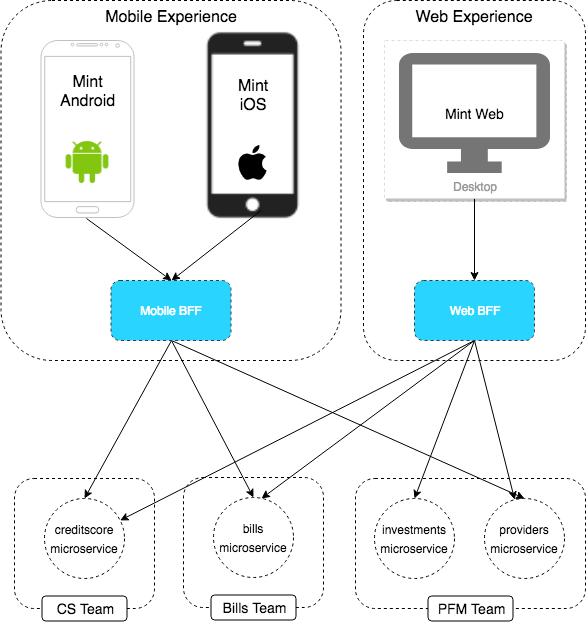 Mobile Experience
Web Experience
Mint
Android
Mint
iOS
Mint Web
Desktop
Mobile BFF
Web BFF
creditscore
microservice
bills
microservice
investments
microservice
providers
microservice
CS Team
Bills Team
PFM Team